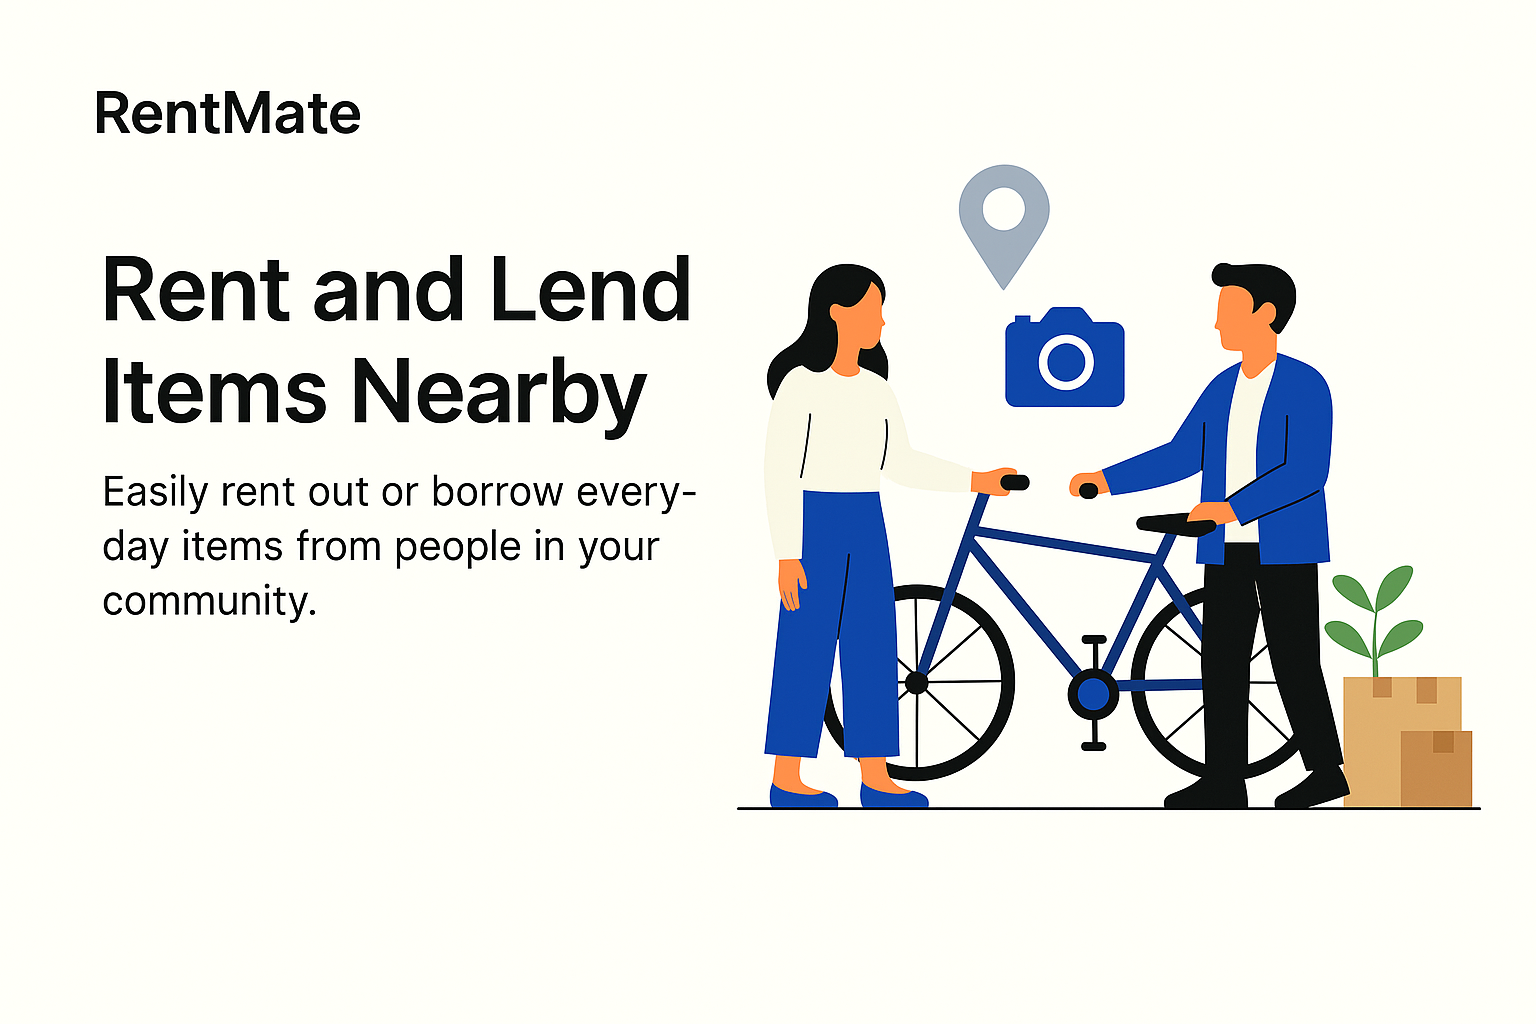 RentMate
Rent and Lend
Items Nearby
Easily rent out or borrow every-
day items from people in your
community.